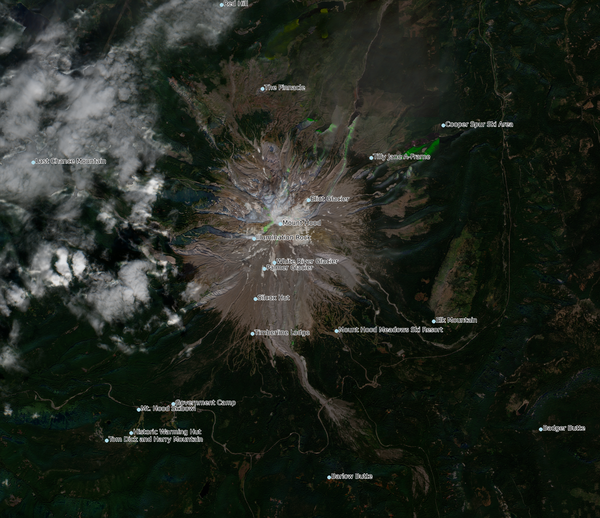 Red Hill
The Pinnacle
Cooper Spur Ski Area
Tilly Jane A-Frame
Last Chance Mountain
Eliot Glacier
Mount Hood
Illumination Rock
White River Glacier
Palmer Glacier
Silcox Hut
Elk Mountain
Mount Hood Meadows Ski Resort
Timberline Lodge
Government Camp
Mt. Hood Skibowl
Badger Butte
Historic Warming Hut
Tom Dick and Harry Mountain
Barlow Butte